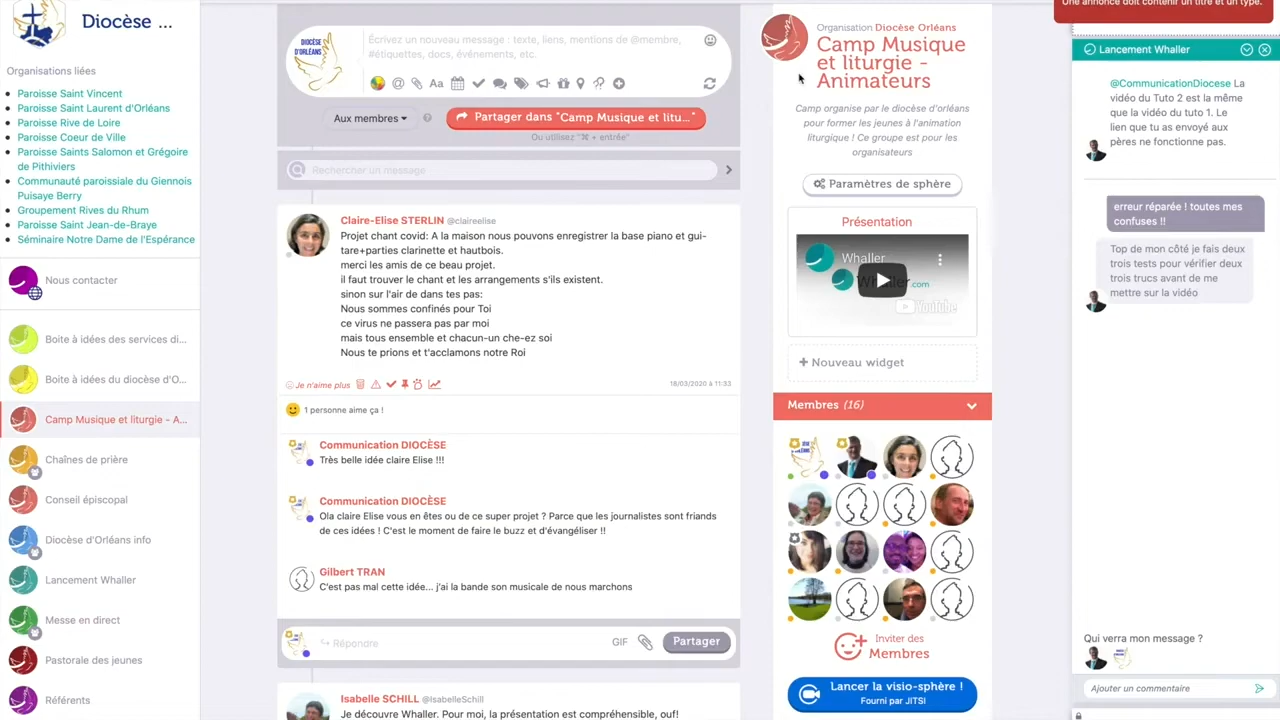 Diocèse ...
Organisations liées
Paroisse Saint Vincent
Paroisse Saint Laurent d'Orléans
Paroisse Rive de Loire
Paroisse Coeur de Ville
Paroisse Saints Salomon et Grégoire
de Pithiviers
Communauté paroissiale du Giennois
Puisaye Berry
Groupement Rives du Rhum
Paroisse Saint Jean-de-Braye
Séminaire Notre Dame de l'Espérance
Nous contacter
Boite à idées des services di...
Boite à idées du diocèse d'O...
Camp Musique et liturgie - A...
Chaînes de prière
Conseil épiscopal
Diocèse d'Orléans info
Lancement Whaller
Messe en direct
Pastorale des jeunes
Référents
DIOCÈSE
D'ORLÉANS
Écrivez un nouveau message : texte, liens, mentions de @membre,
#étiquettes, docs, événements, etc.
@ Aa
Aux membres
Partager dans "Camp Musique et litu..."
Ou utilisez "⌘ + entrée"
Rechercher un message
Claire-Elise STERLIN @claireelise
Projet chant covid: A la maison nous pouvons enregistrer la base piano et gui-
tare+parties clarinette et hautbois.
merci les amis de ce beau projet.
il faut trouver le chant et les arrangements s'ils existent.
sinon sur l'air de dans tes pas:
Nous sommes confinés pour Toi
ce virus ne passera pas par moi
mais tous ensemble et chacun-un che-ez soi
Nous te prions et t'acclamons notre Roi
Je n'aime plus
18/03/2020 à 11:33
1 personne aime ça !
Communication DIOCÈSE
Très belle idée claire Elise !!!
Communication DIOCÈSE
Ola claire Elise vous en êtes ou de ce super projet ? Parce que les journalistes sont friands
de ces idées ! C'est le moment de faire le buzz et d'évangéliser !!
Gilbert TRAN
C'est pas mal cette idée... j'ai la bande son musicale de nous marchons
Répondre
GIF
Partager
Isabelle SCHILL @IsabelleSchill
Je découvre Whaller. Pour moi, la présentation est compréhensible, ouf!
Organisation Diocèse Orléans
Camp Musique
et liturgie -
Animateurs
Camp organise par le diocèse d'orléans
pour former les jeunes à l'animation
liturgique ! Ce groupe est pour les
organisateurs
Paramètres de sphère
Présentation
Whaller
Whaller.com
YouTube
+ Nouveau widget
Membres (16)
Inviter des
Membres
Lancer la visio-sphère !
Fourni par JITSI
Une annonce doit contenir un titre et un type.
Lancement Whaller
@CommunicationDiocese La
vidéo du Tuto 2 est la même
que la vidéo du tuto 1. Le
lien que tu as envoyé aux
pères ne fonctionne pas.
erreur réparée ! toutes mes
confuses !!
Top de mon côté je fais deux
trois tests pour vérifier deux
trois trucs avant de me
mettre sur la vidéo
Qui verra mon message ?
Ajouter un commentaire